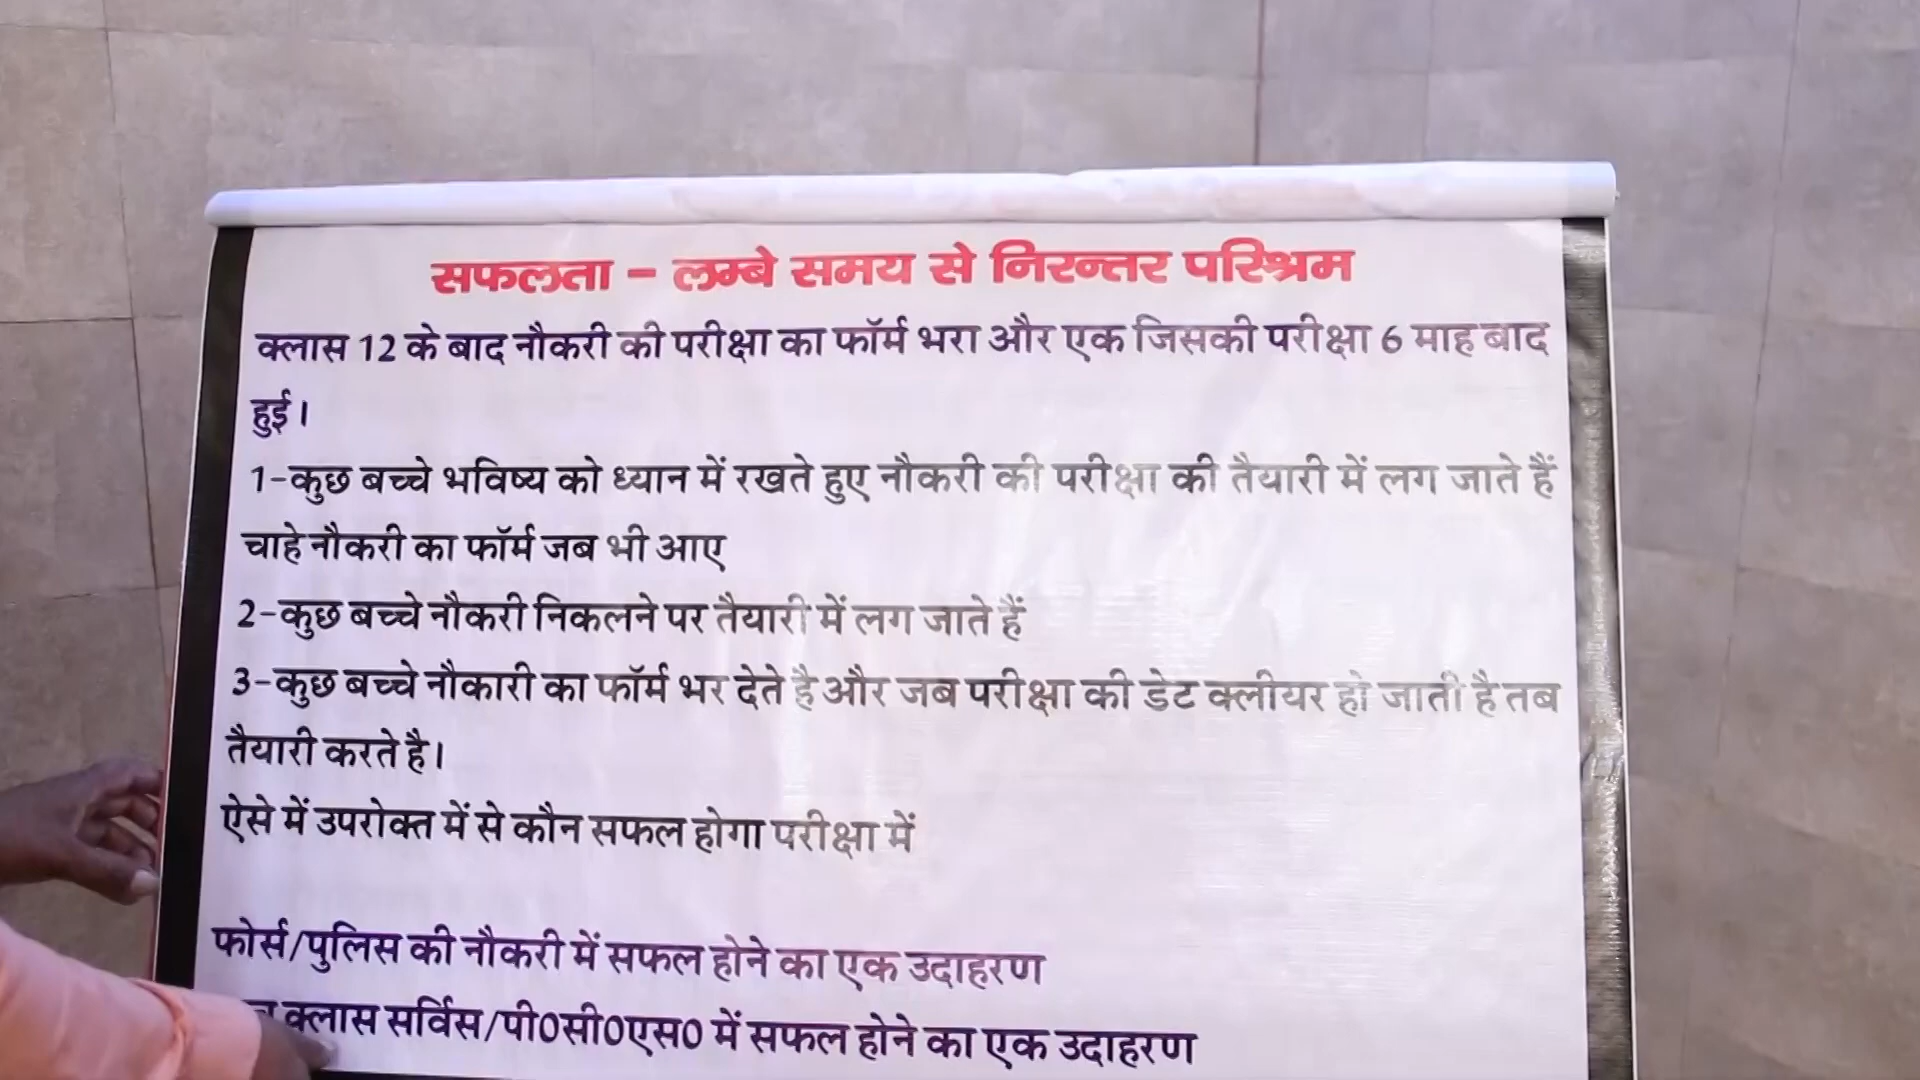 सफलता – लम्बे समय से निरन्तर परिश्रम
क्लास 12 के बाद नौकरी की परीक्षा का फॉर्म भरा और एक जिसकी परीक्षा 6 माह बाद
हुई।
1-कुछ बच्चे भविष्य को ध्यान में रखते हुए नौकरी की परीक्षा की तैयारी में लग जाते हैं
चाहे नौकरी का फॉर्म जब भी आए
2-कुछ बच्चे नौकरी निकलने पर तैयारी में लग जाते हैं
3-कुछ बच्चे नौकारी का फॉर्म भर देते है और जब परीक्षा की डेट क्लीयर हो जाती है तब
तैयारी करते है।
ऐसे में उपरोक्त में से कौन सफल होगा परीक्षा में
फोर्स/पुलिस की नौकरी में सफल होने का एक उदाहरण
क्लास सर्विस/पी0सी0एस0 में सफल होने का एक उदाहरण